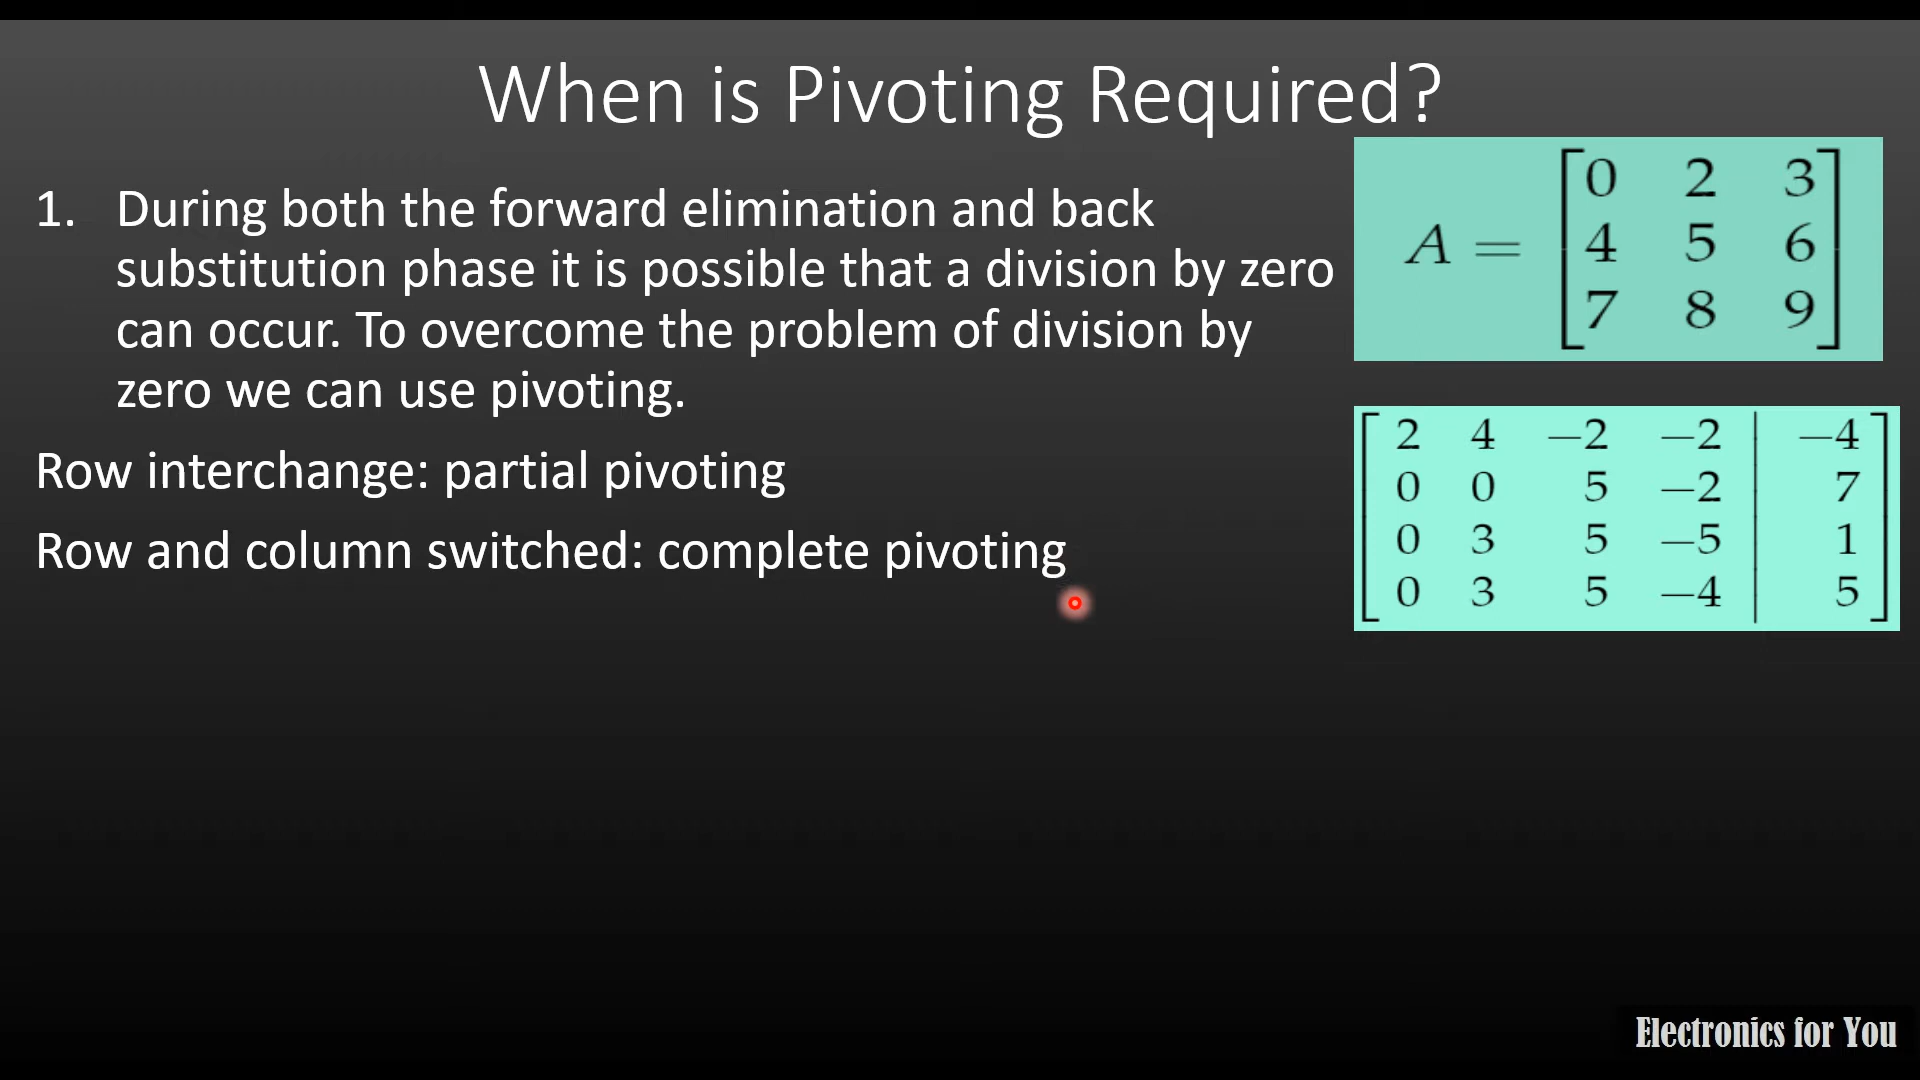 When is Pivoting Required?
1. During both the forward elimination and back
substitution phase it is possible that a division by zero
can occur. To overcome the problem of division by
zero we can use pivoting.
Row interchange: partial pivoting
Row and column switched: complete pivoting
A =
0 2 3
4 5 6
7 8 9
2 4 −2 −2 | −4
0 0 5 −2 | 7
0 3 5 −5 | 1
0 3 5 −4 | 5
Electronics for You